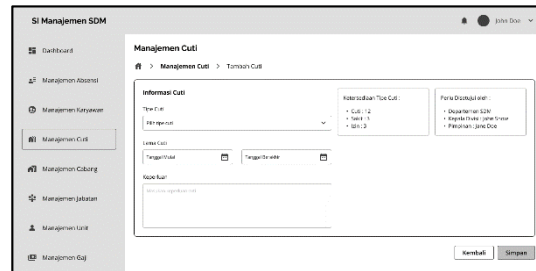 SI Manajemen SDM
John Doe
Dashboard
Manajemen Absensi
Manajemen Karyawan
Manajemen Cuti
Manajemen Cabang
Manajemen Jabatan
Manajemen Unit
Manajemen Gaji
Manajemen Cuti
> Manajemen Cuti > Tambah Cuti
Informasi Cuti
Tipe Cuti
Pilih tipe cuti
Lama Cuti
Tanggal Mulai
Tanggal Berakhir
Keperluan
Ketersediaan Tipe Cuti :
• Cuti : 12
• Sakit : 3
• Izin : 3
Perlu Disetujui oleh :
• Departemen SDM
• Kepala Divisi : John Snow
• Pimpinan : Jane Doe
Kembali
Simpan